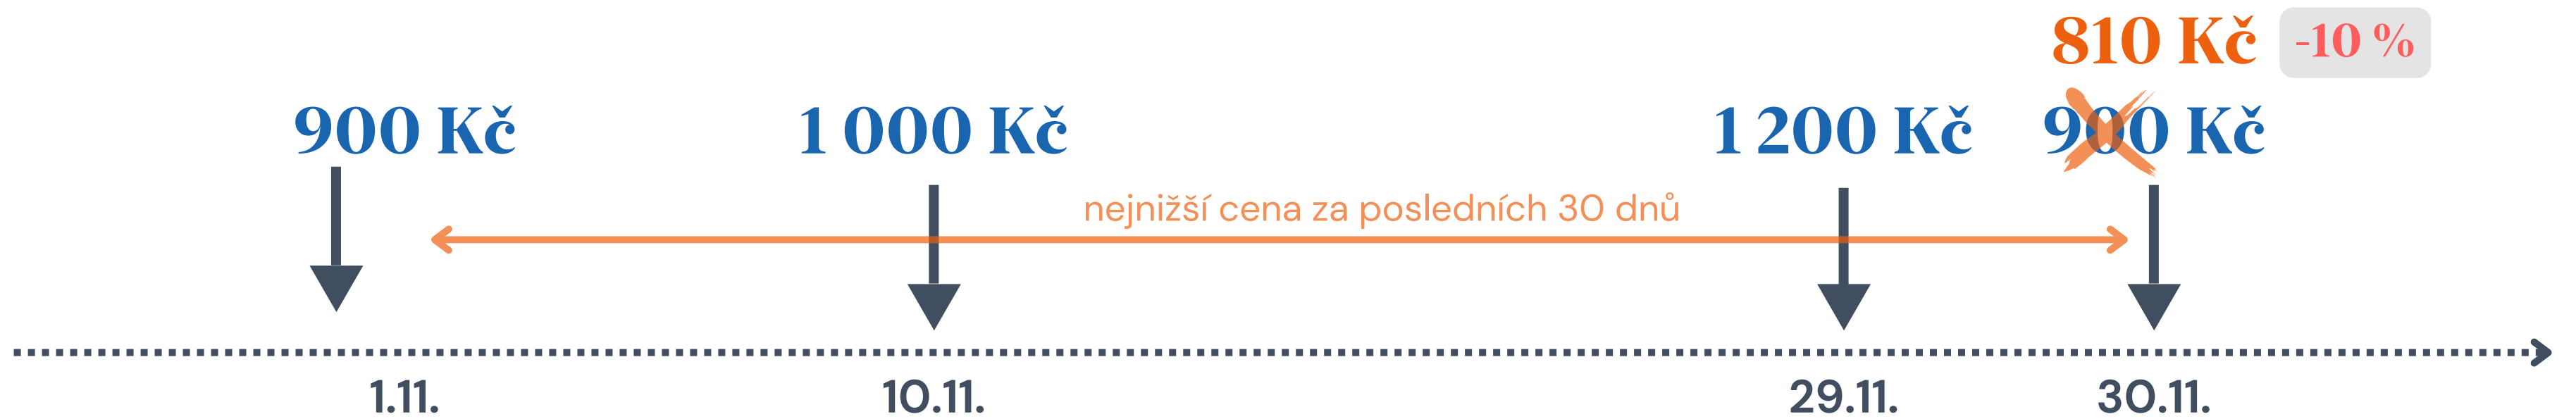 810 Kč -10 %
900 Kč 1 000 Kč 1 200 Kč 900 Kč
nejnižší cena za posledních 30 dnů
1.11. 10.11. 29.11. 30.11.